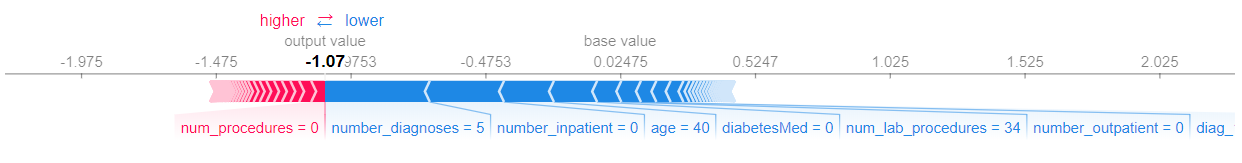 higher ⇄ lower
output value base value
-1.975 -1.475 -1.07 9753 -0.4753 0.02475 0.5247 1.025 1.525 2.025
num_procedures = 0 number_diagnoses = 5 number_inpatient = 0 age = 40 diabetesMed = 0 num_lab_procedures = 34 number_outpatient = 0 diag_